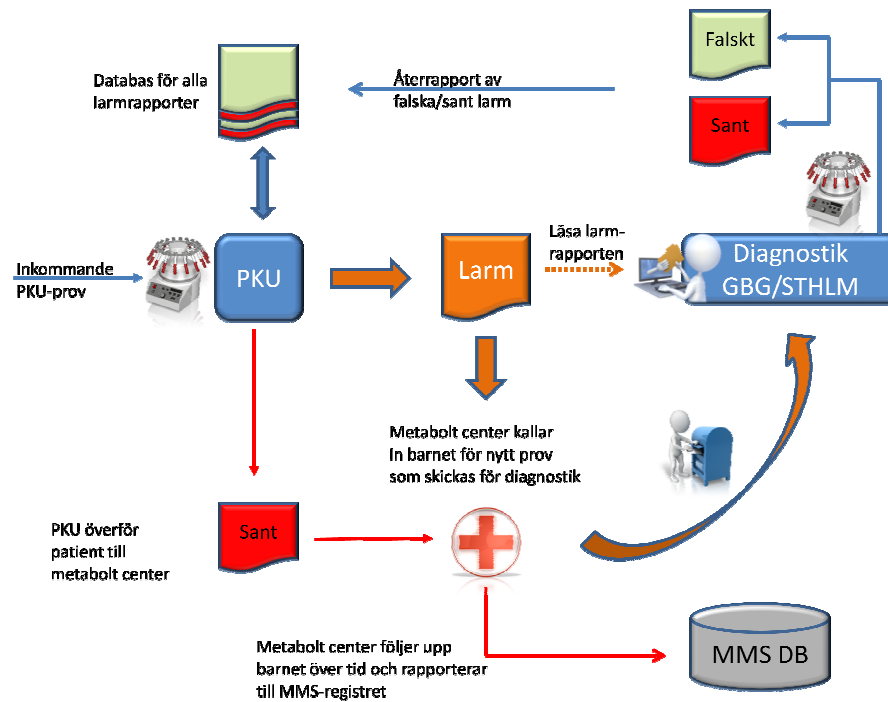 Falskt
Databas för alla
larmrapporter
Återrapport av
falska/sant larm
Sant
Inkommande
PKU-prov
PKU
Larm
Läsa larm-
rapporten
Diagnostik
GBG/STHLM
Metabolt center kallar
In barnet för nytt prov
som skickas för diagnostik
PKU överför
patient till
metabolt center
Sant
Metabolt center följer upp
barnet över tid och rapporterar
till MMS-registret
MMS DB